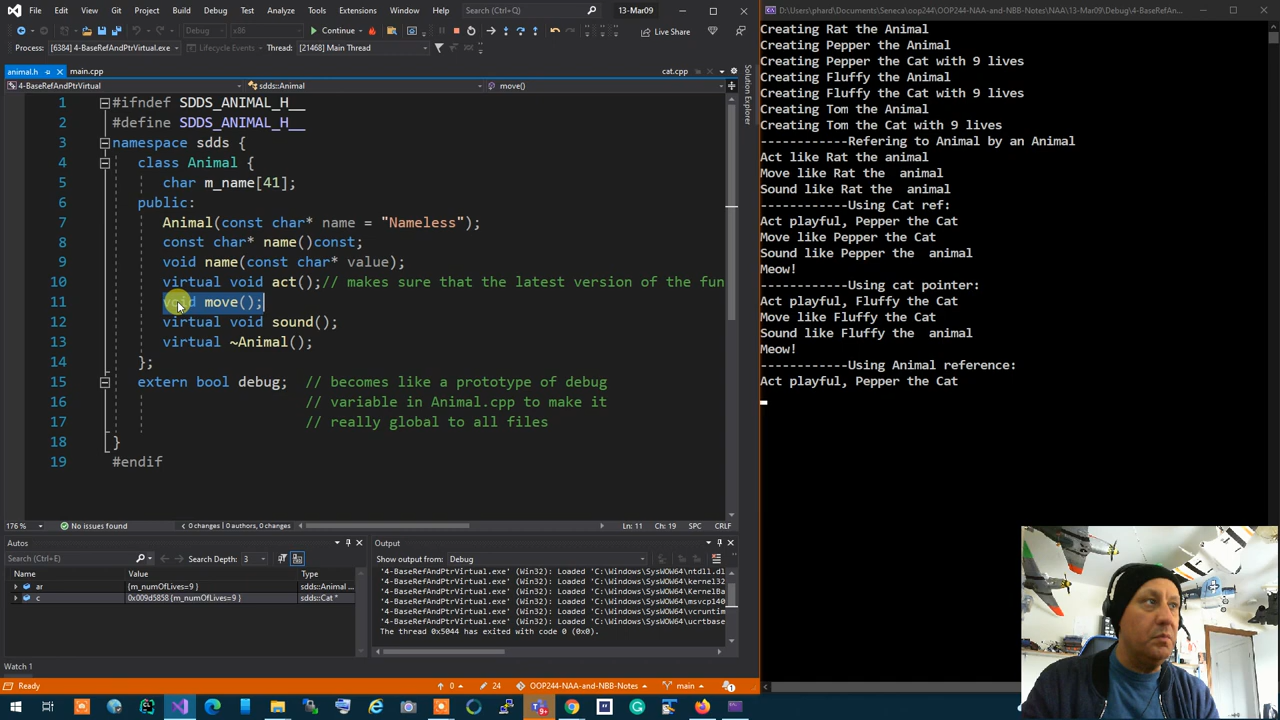 File Edit View Git Project Build Debug Test Analyze Tools
Extensions Window Help Search (Ctrl+Q) 13-Mar09
Debug x86 Continue Live Share
Process: [6384] 4-BaseRefAndPtrVirtual.exe Lifecycle Events Thread: [21468] Main Thread
animal.h main.cpp cat.cpp
4-BaseRefAndPtrVirtual sdds::Animal move()
1 #ifndef SDDS_ANIMAL_H__
2 #define SDDS_ANIMAL_H__
3 namespace sdds {
4 class Animal {
5 char m_name[41];
6 public:
7 Animal(const char* name = "Nameless");
8 const char* name()const;
9 void name(const char* value);
10 virtual void act();// makes sure that the latest version of the fun
11 void move();
12 virtual void sound();
13 virtual ~Animal();
14 };
15 extern bool debug; // becomes like a prototype of debug
16 // variable in Animal.cpp to make it
17 // really global to all files
18 }
19 #endif
Solution Explorer
176 % No issues found 0 changes | 0 authors, 0 changes Ln: 11 Ch: 19 SPC CRLF
Autos
Search (Ctrl+E) Search Depth: 3
Name Value Type
ar {m_numOfLives=9 } sdds::Animal ...
c 0x009d5858 {m_numOfLives=9 } sdds::Cat *
Watch 1
Output
Show output from: Debug
'4-BaseRefAndPtrVirtual.exe' (Win32): Loaded 'C:\Windows\SysWOW64\ntdll.dl
'4-BaseRefAndPtrVirtual.exe' (Win32): Loaded 'C:\Windows\SysWOW64\kernel32
'4-BaseRefAndPtrVirtual.exe' (Win32): Loaded 'C:\Windows\SysWOW64\KernelBa
'4-BaseRefAndPtrVirtual.exe' (Win32): Loaded 'C:\Windows\SysWOW64\msvcp140
'4-BaseRefAndPtrVirtual.exe' (Win32): Loaded 'C:\Windows\SysWOW64\vcruntim
'4-BaseRefAndPtrVirtual.exe' (Win32): Loaded 'C:\Windows\SysWOW64\ucrtbase
The thread 0x5044 has exited with code 0 (0x0).
Ready 0 24 OOP244-NAA-and-NBB-Notes main 1
D:\Users\phard\Documents\Seneca\oop244\OOP244-NAA-and-NBB-Notes\NAA\13-Mar09\Debug\4-BaseRefAn...
Creating Rat the Animal
Creating Pepper the Animal
Creating Pepper the Cat with 9 lives
Creating Fluffy the Animal
Creating Fluffy the Cat with 9 lives
Creating Tom the Animal
Creating Tom the Cat with 9 lives
------------Refering to Animal by an Animal
Act like Rat the animal
Move like Rat the  animal
Sound like Rat the  animal
------------Using Cat ref:
Act playful, Pepper the Cat
Move like Pepper the Cat
Sound like Pepper the  animal
Meow!
------------Using cat pointer:
Act playful, Fluffy the Cat
Move like Fluffy the Cat
Sound like Fluffy the  animal
Meow!
------------Using Animal reference:
Act playful, Pepper the Cat